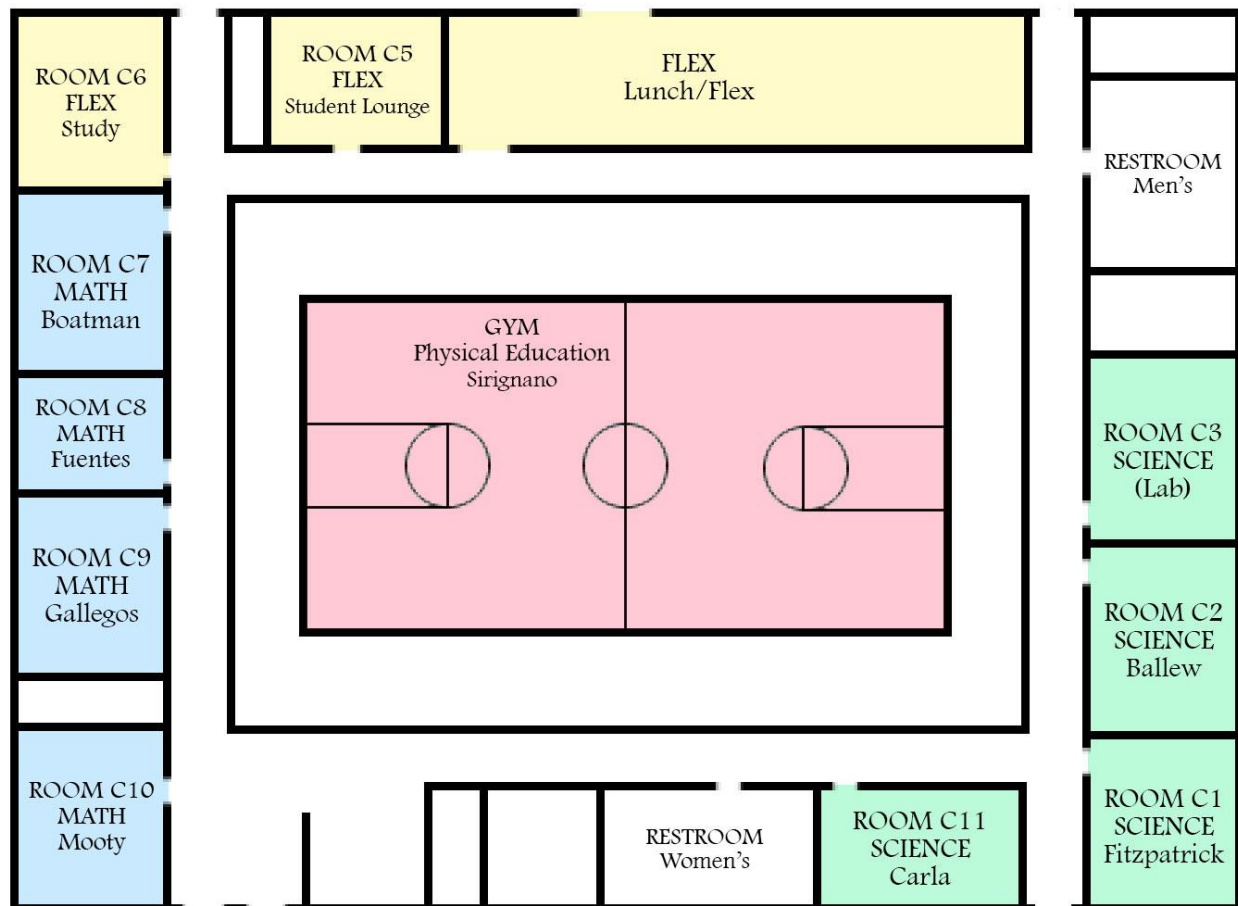 ROOM C6
FLEX
Study
ROOM C5
FLEX
Student Lounge
FLEX
Lunch/Flex
RESTROOM
Men's
ROOM C7
MATH
Boatman
GYM
Physical Education
Sirignano
ROOM C8
MATH
Fuentes
ROOM C3
SCIENCE
(Lab)
ROOM C9
MATH
Gallegos
ROOM C2
SCIENCE
Ballew
ROOM C10
MATH
Mooty
RESTROOM
Women's
ROOM C11
SCIENCE
Carla
ROOM C1
SCIENCE
Fitzpatrick